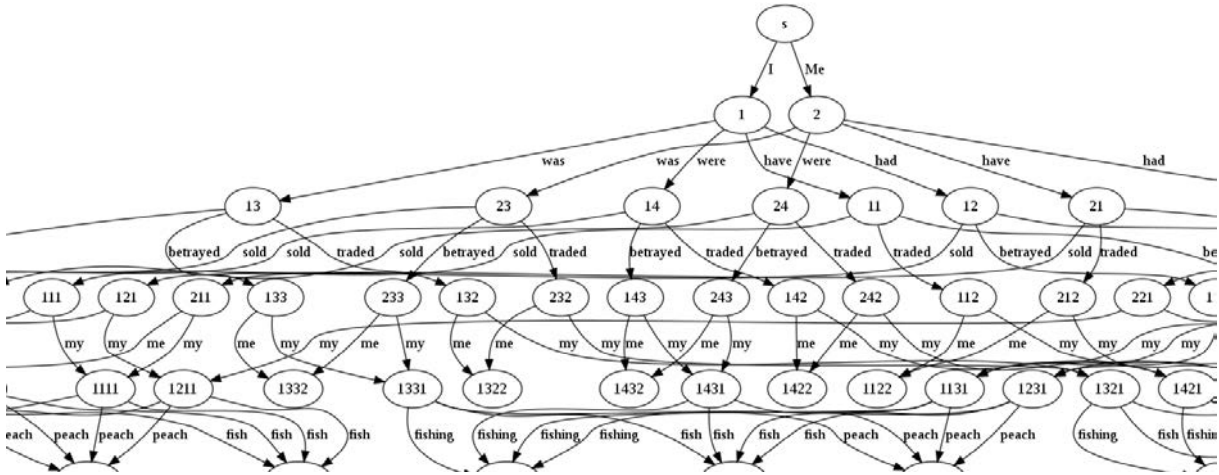 s
I Me
1 2
was was were have were had have had
13 23 14 24 11 12 21
betrayed sold sold traded sold betrayed sold traded betrayed traded betrayed traded traded sold betrayed traded be
111 121 211 133 233 132 232 143 243 142 242 112 212 221 1
my my me my me my my me my me me my me my me my me my me my me my my my
1111 1211 1332 1331 1322 1432 1431 1422 1122 1131 1231 1321 1421
peach peach peach peach fish fish fish fishing fishing fishing fishing fish fish fish peach peach peach fishing fish fishing